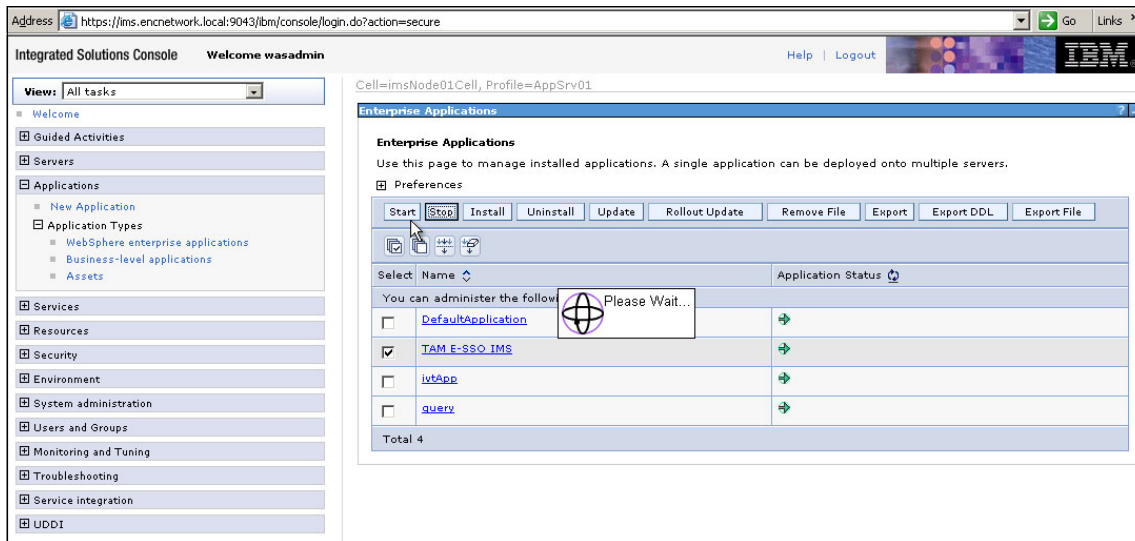 Address https://ims.encnetwork.local:9043/ibm/console/login.do?action=secure Go Links
Integrated Solutions Console Welcome wasadmin Help | Logout IBM.
View: All tasks
Welcome
Guided Activities
Servers
Applications
New Application
Application Types
WebSphere enterprise applications
Business-level applications
Assets
Services
Resources
Security
Environment
System administration
Users and Groups
Monitoring and Tuning
Troubleshooting
Service integration
UDDI
Cell=imsNode01Cell, Profile=AppSrv01
Enterprise Applications ?
Enterprise Applications
Use this page to manage installed applications. A single application can be deployed onto multiple servers.
Preferences
Start Stop Install Uninstall Update Rollout Update Remove File Export Export DDL Export File
Select Name Application Status
You can administer the followi
Please Wait...
DefaultApplication
TAM E-SSO IMS
ivtApp
query
Total 4